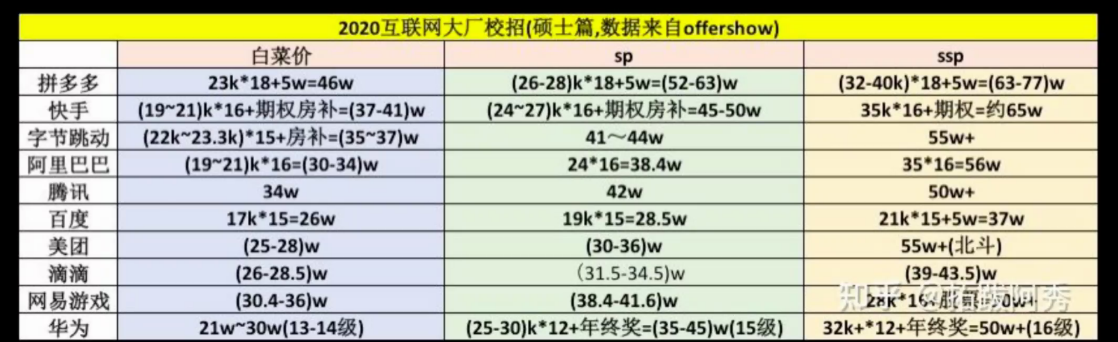 2020互联网大厂校招(硕士篇,数据来自offershow)
白菜价 sp ssp
拼多多 23k*18+5w=46w (26-28)k*18+5w=(52-63)w (32-40k)*18+5w=(63-77)w
快手 (19~21)k*16+期权房补=(37-41)w (24~27)k*16+期权房补=45-50w 35k*16+期权=约65w
字节跳动 (22k~23.3k)*15+房补=(35~37)w 41～44w 55w+
阿里巴巴 (19~21)k*16=(30-34)w 24*16=38.4w 35*16=56w
腾讯 34w 42w 50w+
百度 17k*15=26w 19k*15=28.5w 21k*15+5w=37w
美团 (25-28)w (30-36)w 55w+(北斗)
滴滴 (26-28.5)w （31.5-34.5)w (39-43.5)w
网易游戏 (30.4-36)w (38.4-41.6)w 28k*16+
知乎 @拓跋阿秀
华为 21w~30w(13-14级) (25-30)k*12+年终奖=(35-45)w(15级) 32k+*12+年终奖=50w+(16级)